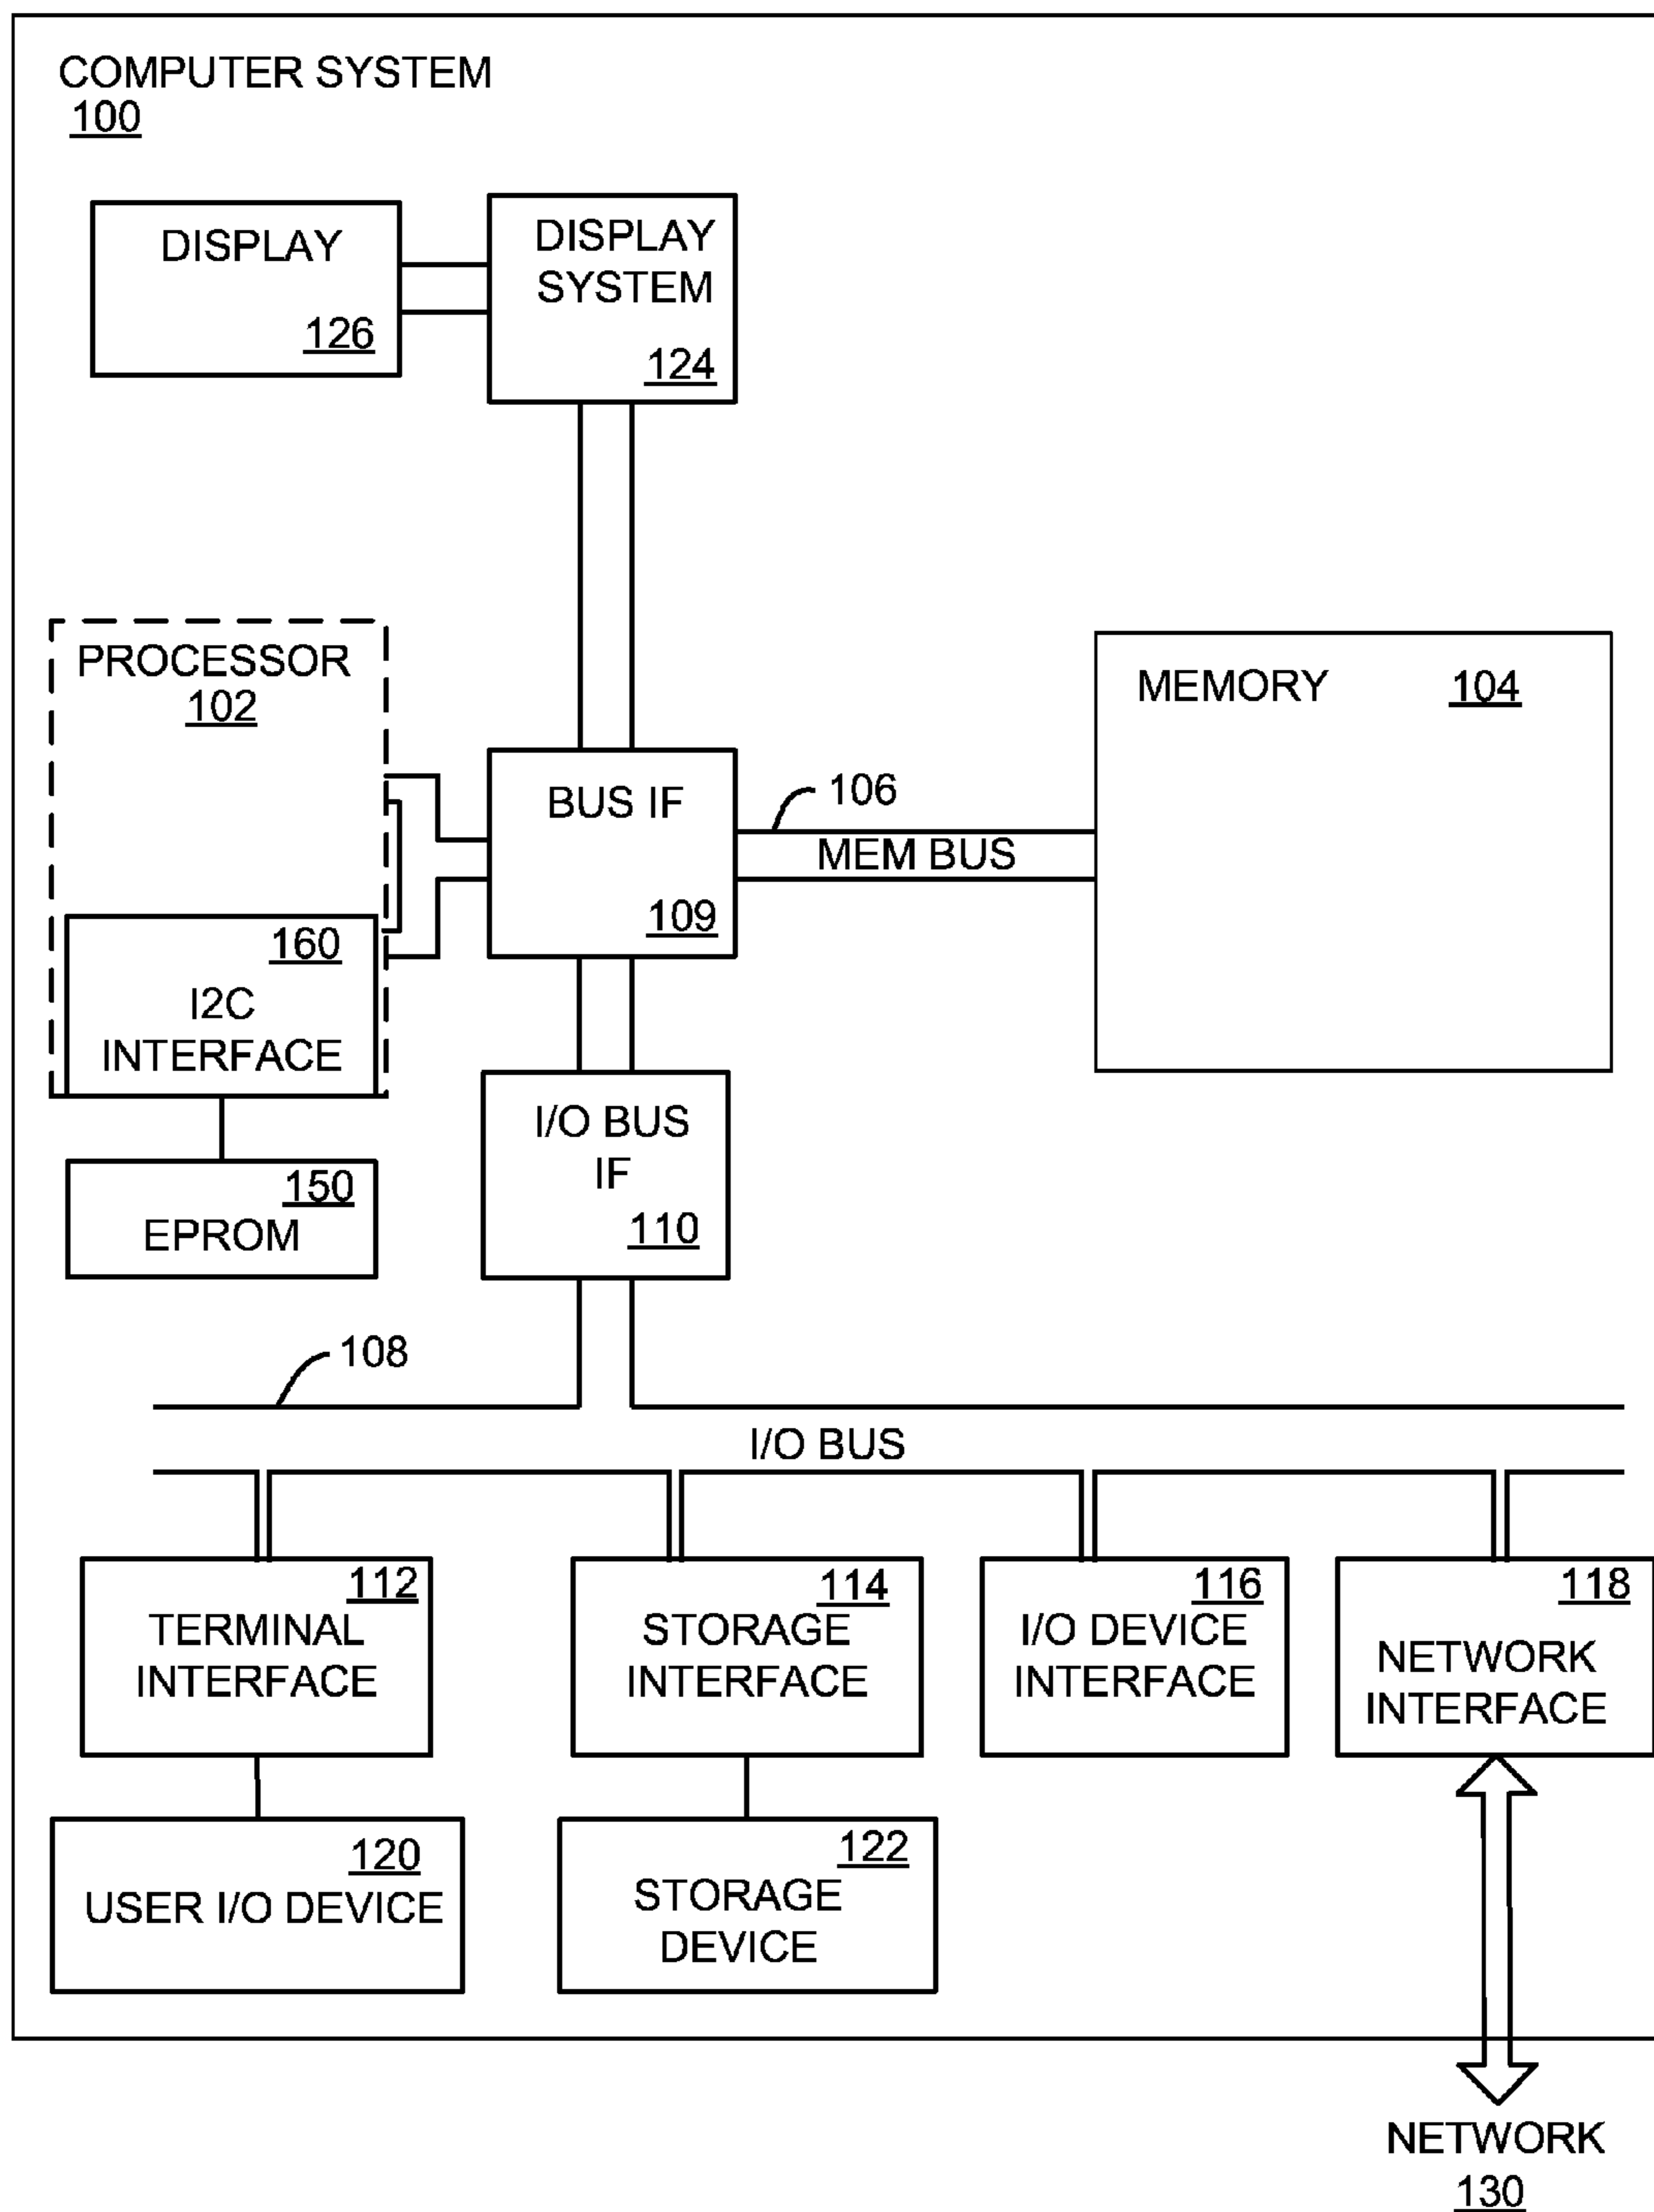 COMPUTER SYSTEM
100
DISPLAY
126
DISPLAY
SYSTEM
124
PROCESSOR
102
MEMORY 104
BUS IF
109
106
MEM BUS
160
I2C
INTERFACE
150
EPROM
I/O BUS
IF
110
108
I/O BUS
112
TERMINAL
INTERFACE
114
STORAGE
INTERFACE
116
I/O DEVICE
INTERFACE
118
NETWORK
INTERFACE
120
USER I/O DEVICE
122
STORAGE
DEVICE
NETWORK
130